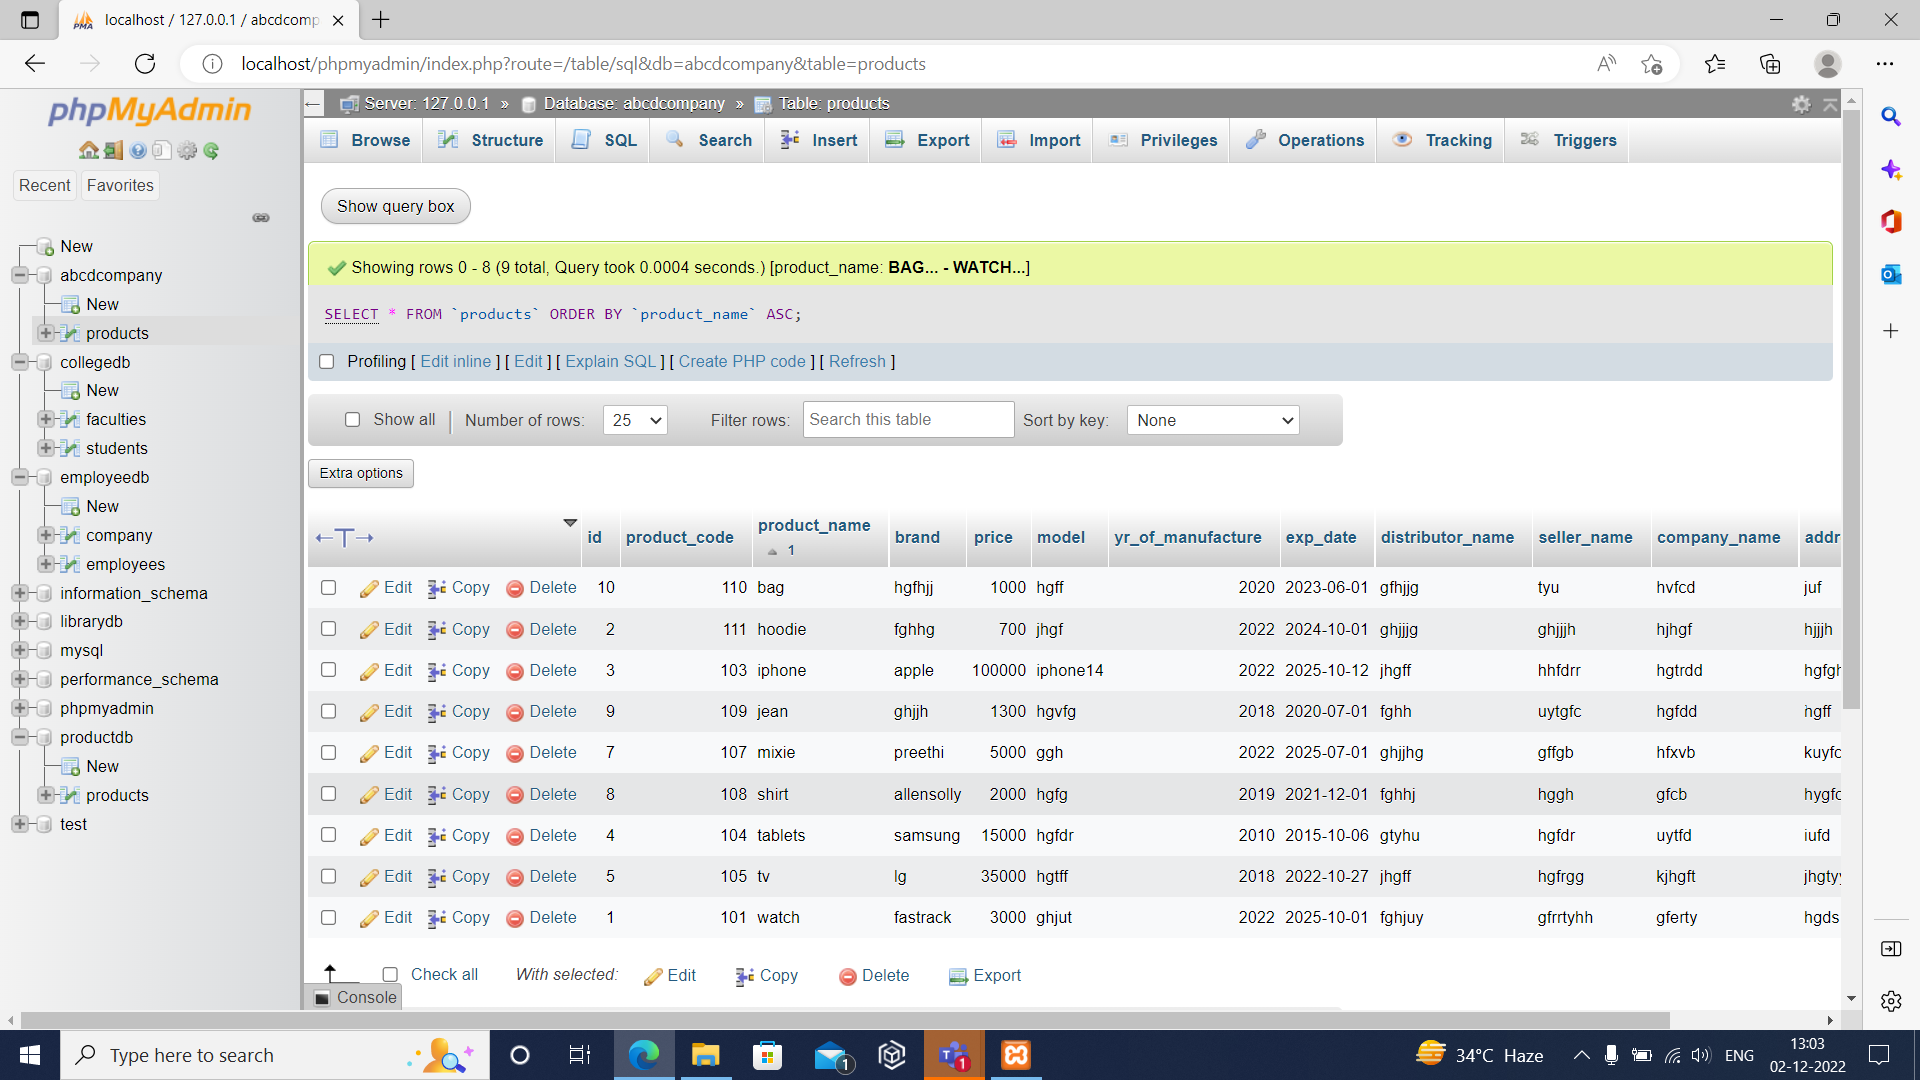 localhost / 127.0.0.1 / abcdcomp
localhost/phpmyadmin/index.php?route=/table/sql&db=abcdcompany&table=products
phpMyAdmin
Recent Favorites
New
abcdcompany
New
products
collegedb
New
faculties
students
employeedb
New
company
employees
information_schema
librarydb
mysql
performance_schema
phpmyadmin
productdb
New
products
test
Server: 127.0.0.1 » Database: abcdcompany » Table: products
Browse Structure SQL Search Insert Export Import Privileges Operations Tracking Triggers
Show query box
Showing rows 0 - 8 (9 total, Query took 0.0004 seconds.) [product_name: BAG... - WATCH...]
SELECT * FROM `products` ORDER BY `product_name` ASC;
Profiling [ Edit inline ] [ Edit ] [ Explain SQL ] [ Create PHP code ] [ Refresh ]
Show all Number of rows: 25 Filter rows: Search this table Sort by key: None
Extra options
id product_code product_name 1 brand price model yr_of_manufacture exp_date distributor_name seller_name company_name addr
Edit Copy Delete 10 110 bag hgfhjj 1000 hgff 2020 2023-06-01 gfhjjg tyu hvfcd juf
Edit Copy Delete 2 111 hoodie fghhg 700 jhgf 2022 2024-10-01 ghjjjg ghjjjh hjhgf hjjjh
Edit Copy Delete 3 103 iphone apple 100000 iphone14 2022 2025-10-12 jhgff hhfdrr hgtrdd hgfgh
Edit Copy Delete 9 109 jean ghjjh 1300 hgvfg 2018 2020-07-01 fghh uytgfc hgfdd hgff
Edit Copy Delete 7 107 mixie preethi 5000 ggh 2022 2025-07-01 ghjjhg gffgb hfxvb kuyfc
Edit Copy Delete 8 108 shirt allensolly 2000 hgfg 2019 2021-12-01 fghhj hggh gfcb hygfc
Edit Copy Delete 4 104 tablets samsung 15000 hgfdr 2010 2015-10-06 gtyhu hgfdr uytfd iufd
Edit Copy Delete 5 105 tv lg 35000 hgtff 2018 2022-10-27 jhgff hgfrgg kjhgft jhgty
Edit Copy Delete 1 101 watch fastrack 3000 ghjut 2022 2025-10-01 fghjuy gfrrtyhh gferty hgds
Check all With selected: Edit Copy Delete Export
Console
Type here to search
1
1
34°C Haze
ENG
13:03
02-12-2022